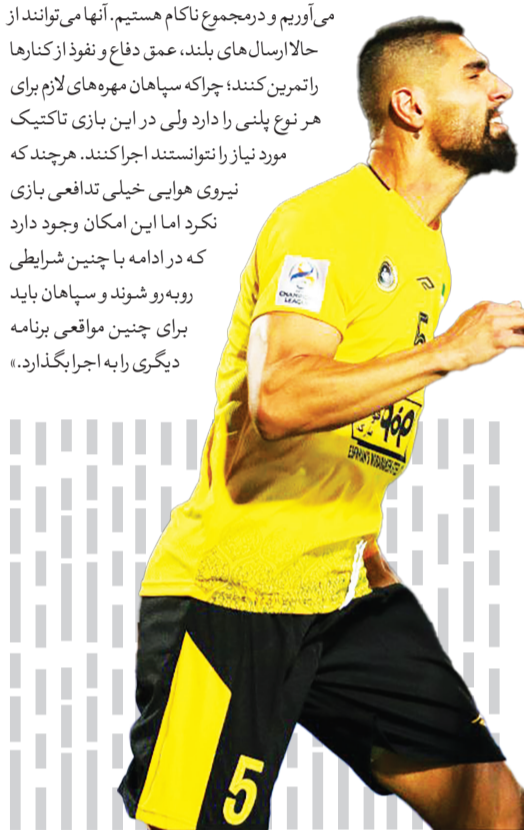 می‌آوریم و درمجموع ناکام هستیم. آنها می‌توانند از
حالا ارسال‌های بلند، عمق دفاع و نفوذ از کنارها
را تمرین کنند؛ چراکه سپاهان مهره‌های لازم برای
هر نوع پلنی را دارد ولی در این بازی تاکتیک
مورد نیاز را نتوانستند اجرا کنند. هرچند که
نیروی هوایی خیلی تدافعی بازی
نکرد اما این امکان وجود دارد
که در ادامه با چنین شرایطی
روبه‌رو شوند و سپاهان باید
برای چنین مواقعی برنامه
دیگری را به اجرا بگذارد.»
CHAMPIONS
LEAGUE
5
5